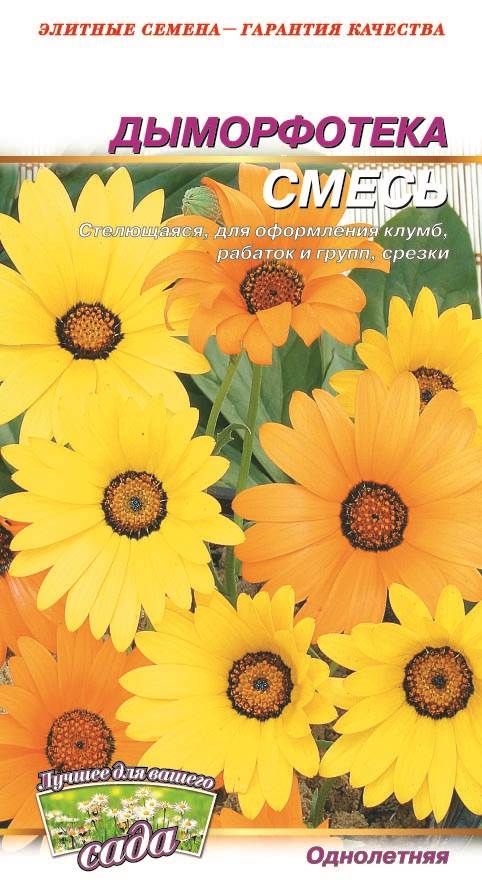 ЭЛИТНЫЕ СЕМЕНА – ГАРАНТИЯ КАЧЕСТВА
ДЫМОРФОТЕКА
СМЕСЬ
Стелющаяся, для оформления клумб,
рабаток и групп, срезки
Лучшее для вашего
сада
Однолетняя